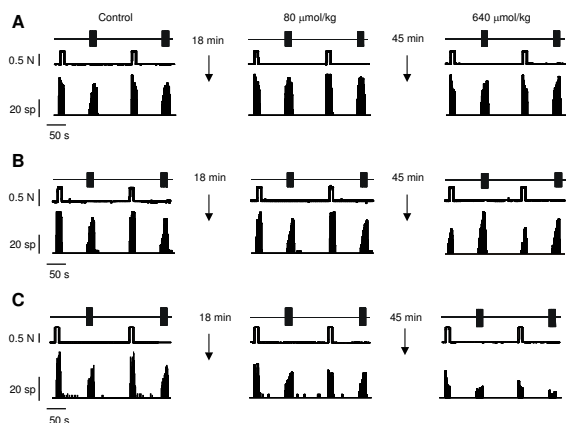 A
Control
80 µmol/kg
640 µmol/kg
18 min
45 min
0.5 N
20 sp
50 s
B
18 min
45 min
0.5 N
20 sp
50 s
C
18 min
45 min
0.5 N
20 sp
50 s